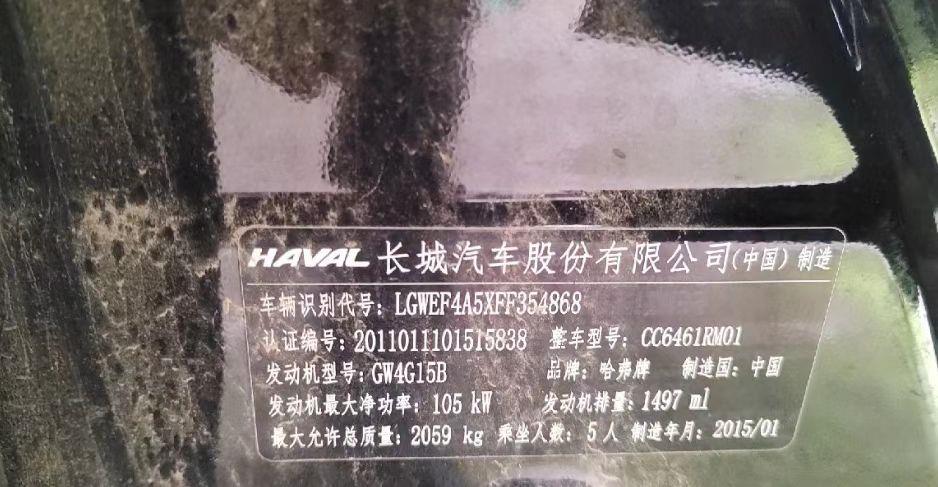 HAVAL 长城汽车股份有限公司(中国) 制造
车辆识别代号: LGWEF4A5XFF354868
认证编号: 2011011101515838 整车型号: CC6461RM01
发动机型号: GW4G15B 品牌: 哈弗牌 制造国: 中国
发动机最大净功率: 105 kW 发动机排量: 1497 ml
最大允许总质量: 2059 kg 乘坐人数: 5 人 制造年月: 2015/01